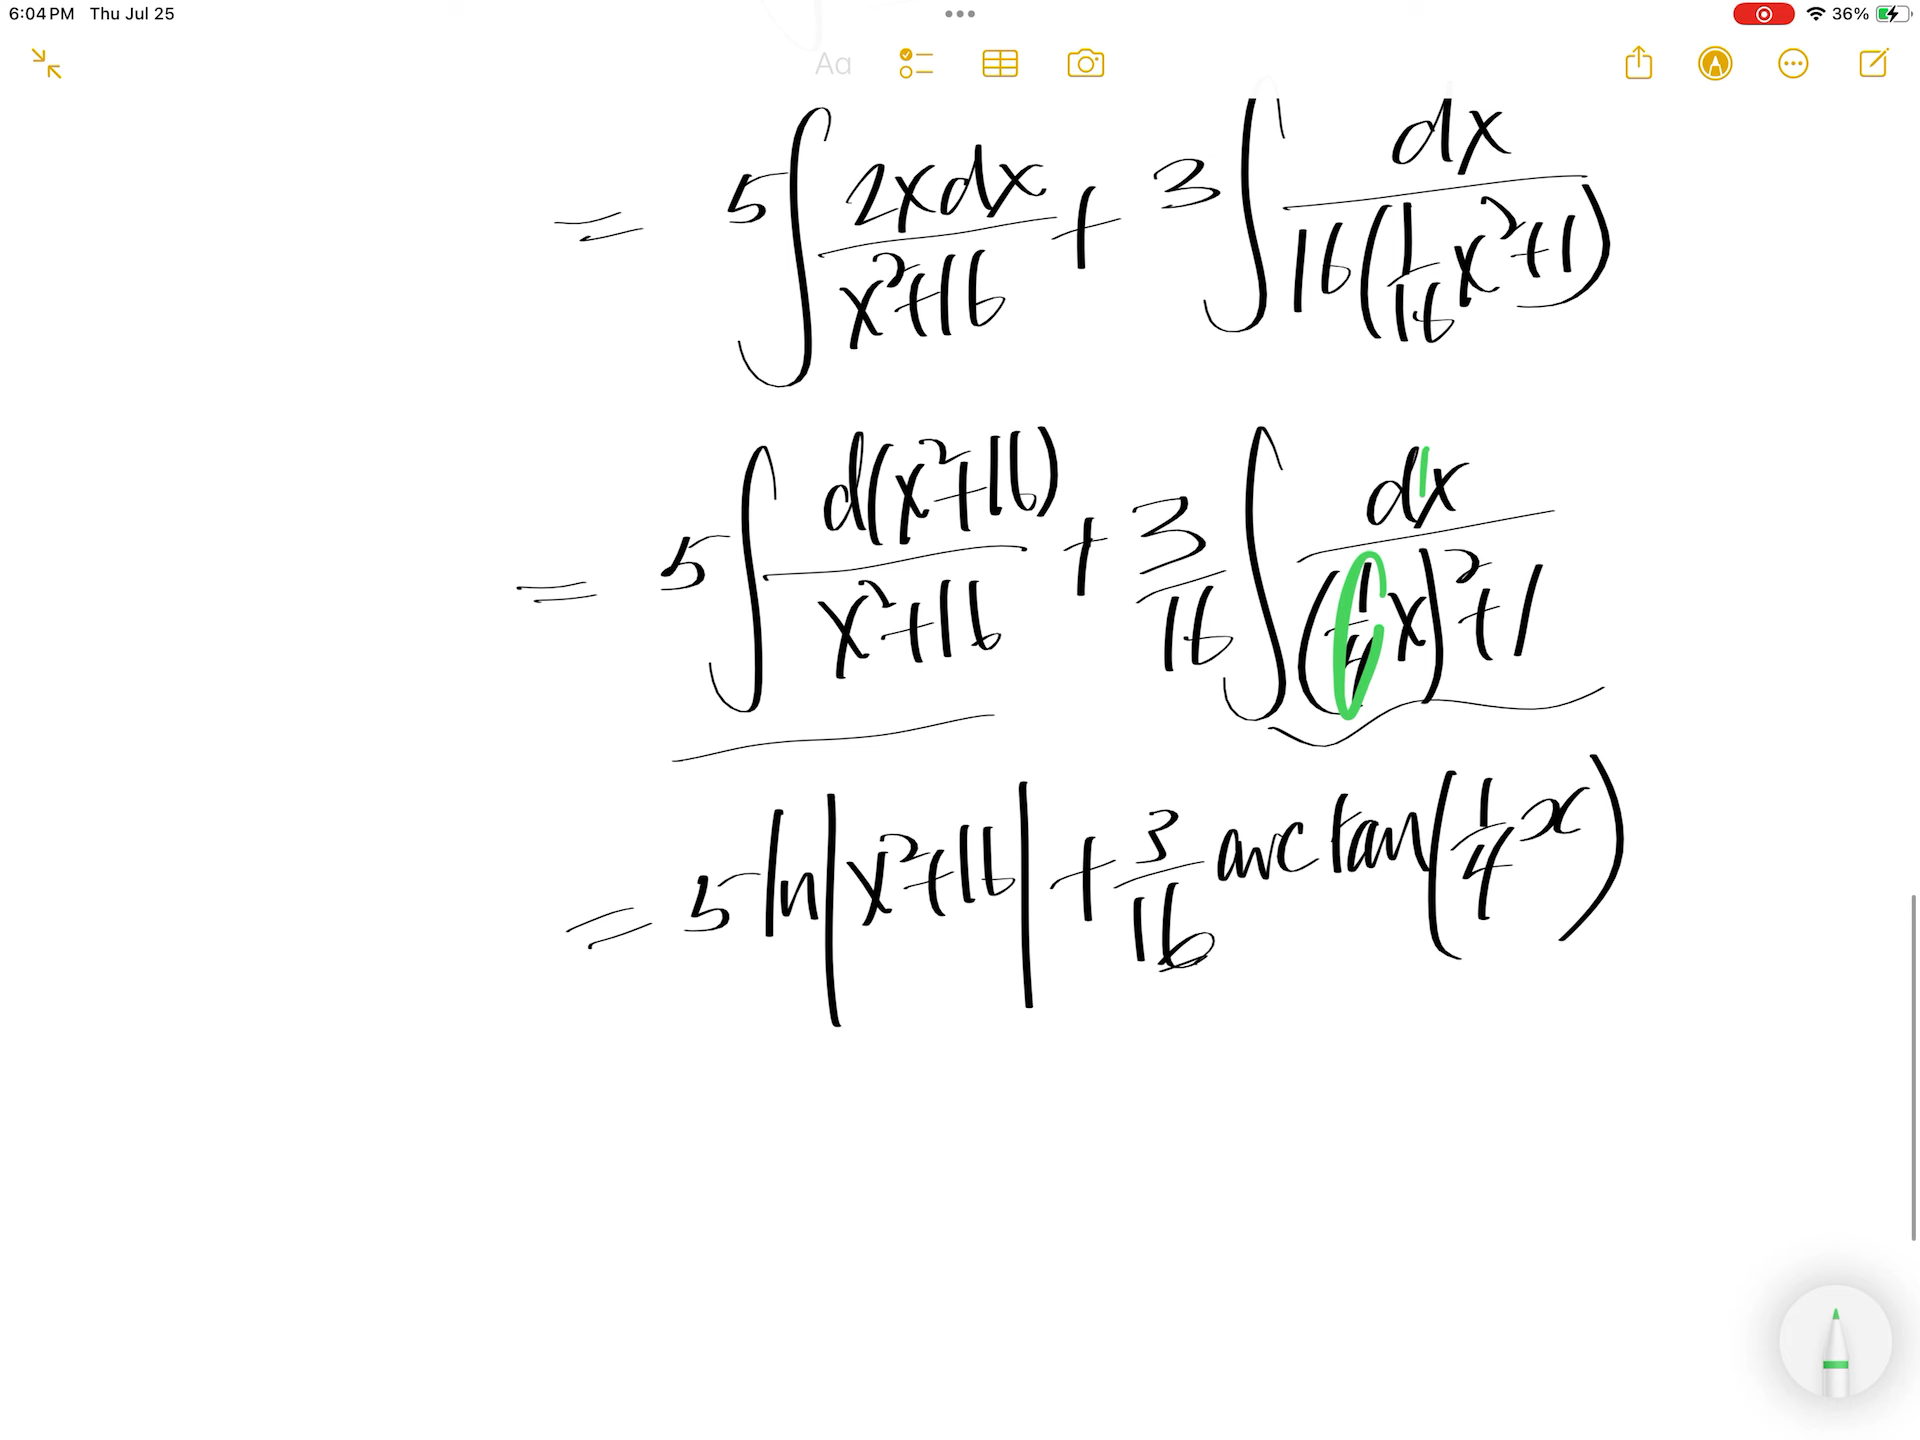 6:04 PM Thu Jul 25
36%
Aa
= 5∫ 2xdx/(x²+16) + 3∫ dx/(16(1/16 x²+1))
= 5∫ d(x²+16)/(x²+16) + 3/16 ∫ dx/((1/4 x)²+1)
= 5 ln|x²+16| + 3/16 arctan(1/4 x)